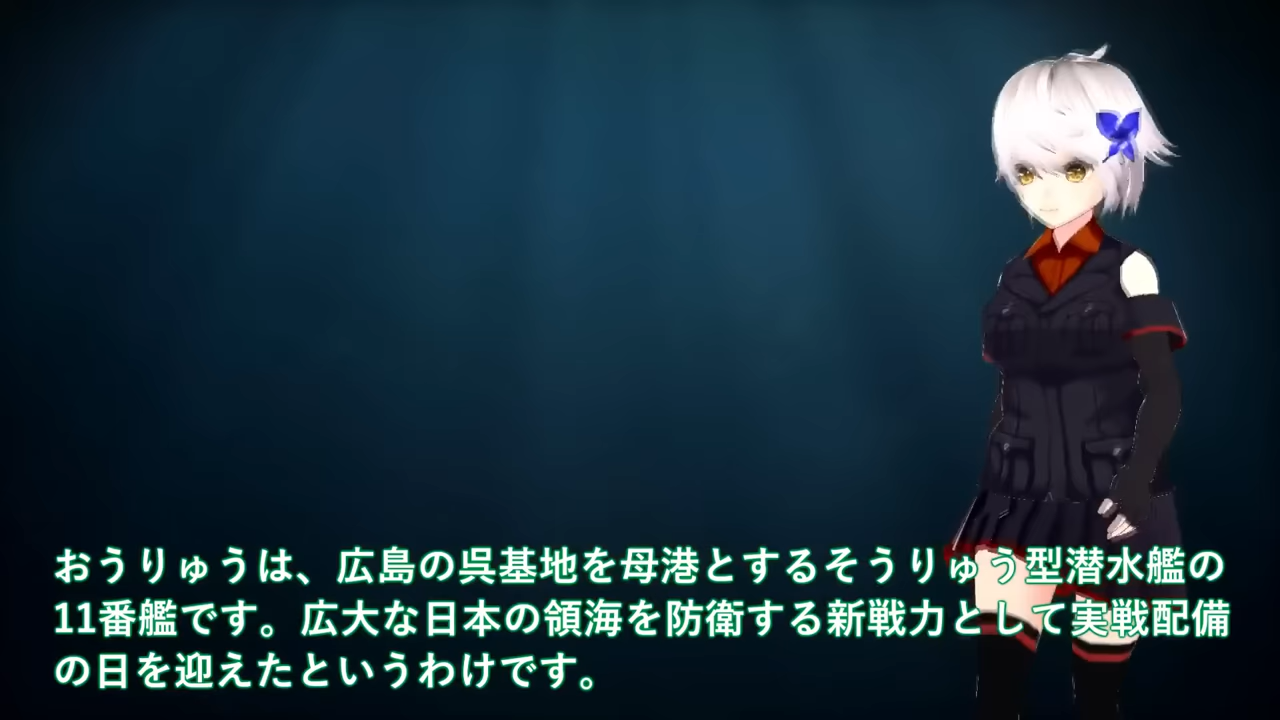 おうりゅうは、広島の呉基地を母港とするそうりゅう型潜水艦の
11番艦です。広大な日本の領海を防衛する新戦力として実戦配備
の日を迎えたというわけです。